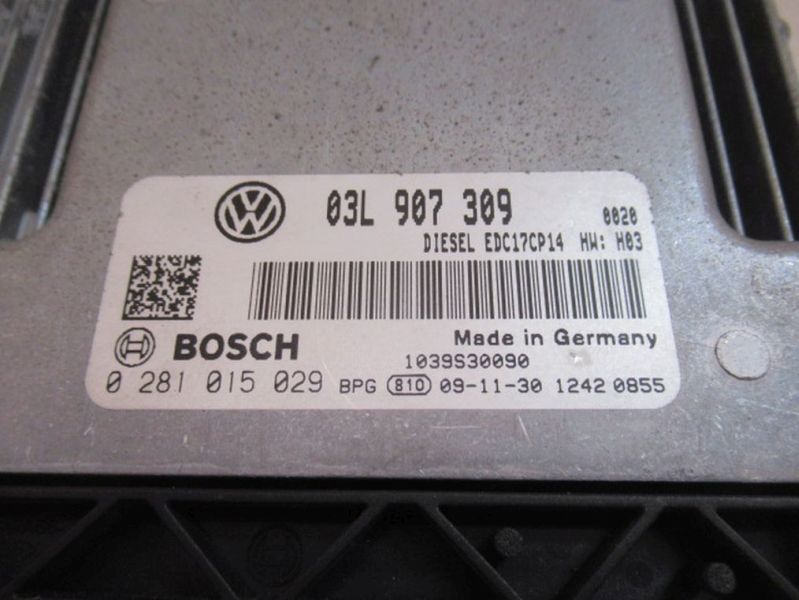 03L 907 309 0020
DIESEL EDC17CP14 HW: H03
BOSCH Made in Germany
1039S30090
0 281 015 029 BPG 810 09-11-30 1242 0855